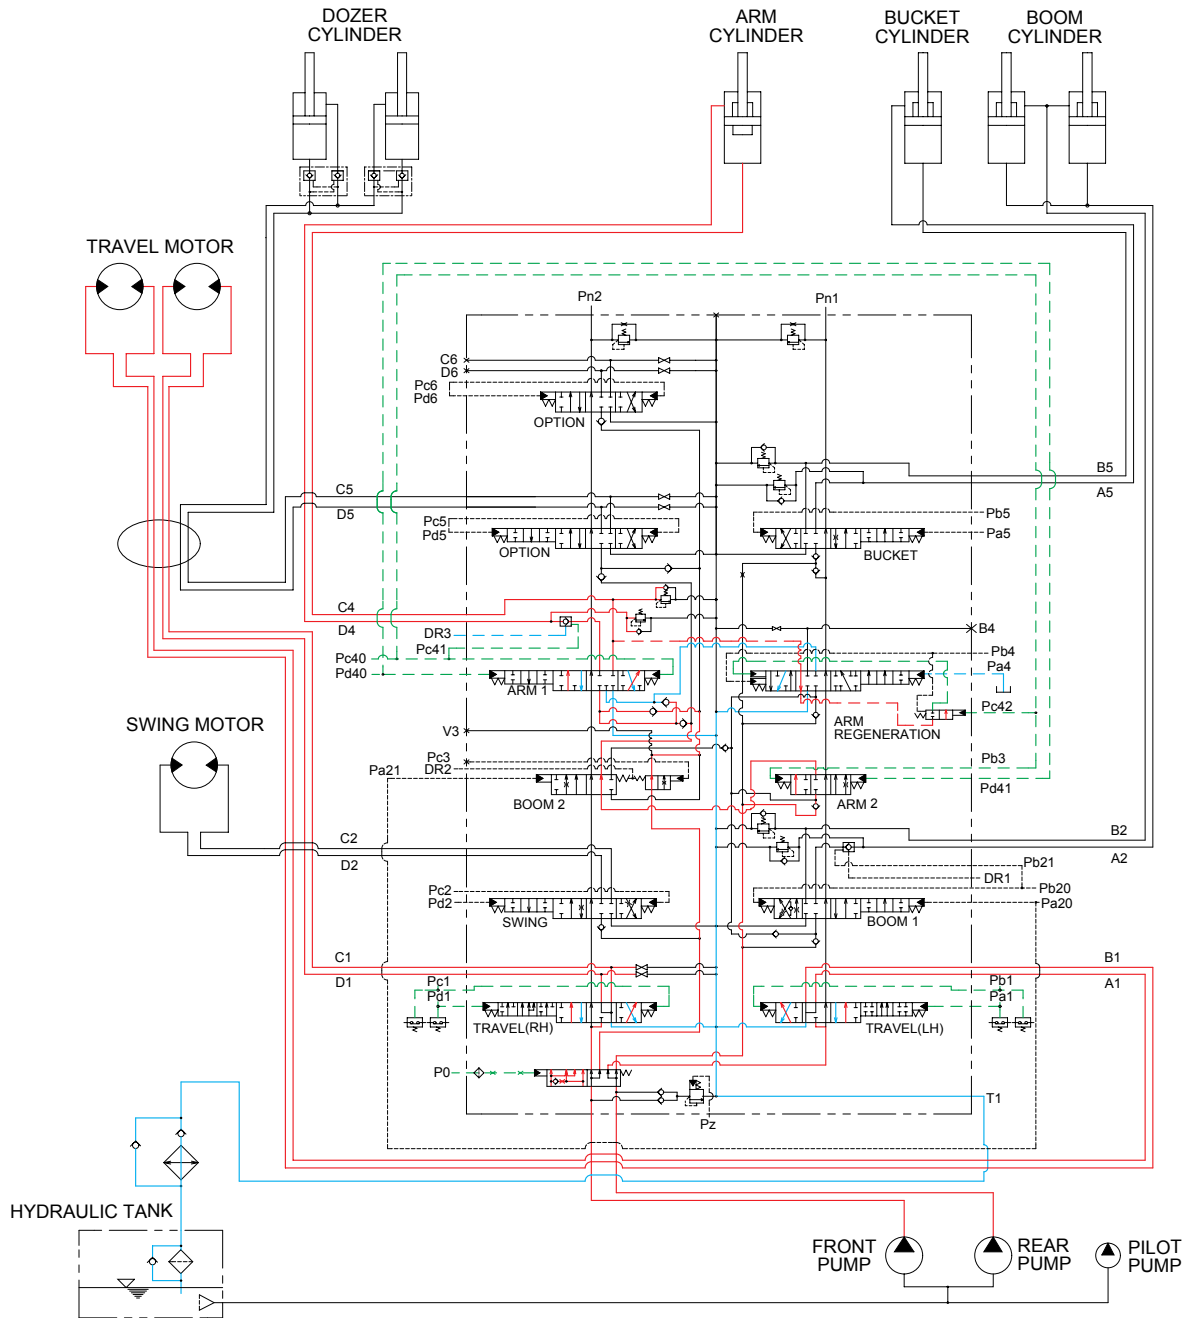 DOZER
CYLINDER
ARM
CYLINDER
BUCKET
CYLINDER
BOOM
CYLINDER
TRAVEL MOTOR
Pn2
Pn1
C6
D6
Pc6
Pd6
OPTION
C5
D5
Pc5
Pd5
OPTION
B5
A5
Pb5
Pa5
BUCKET
C4
D4
DR3
Pc41
Pc40
Pd40
ARM 1
B4
Pb4
Pa4
Pc42
ARM
REGENERATION
SWING MOTOR
V3
Pc3
DR2
Pa21
BOOM 2
Pb3
Pd41
ARM 2
C2
D2
B2
A2
Pb21
DR1
Pb20
Pa20
Pc2
Pd2
SWING
BOOM 1
C1
D1
B1
A1
Pc1
Pd1
Pb1
Pa1
TRAVEL(RH)
TRAVEL(LH)
P0
Pz
T1
HYDRAULIC TANK
FRONT
PUMP
REAR
PUMP
PILOT
PUMP